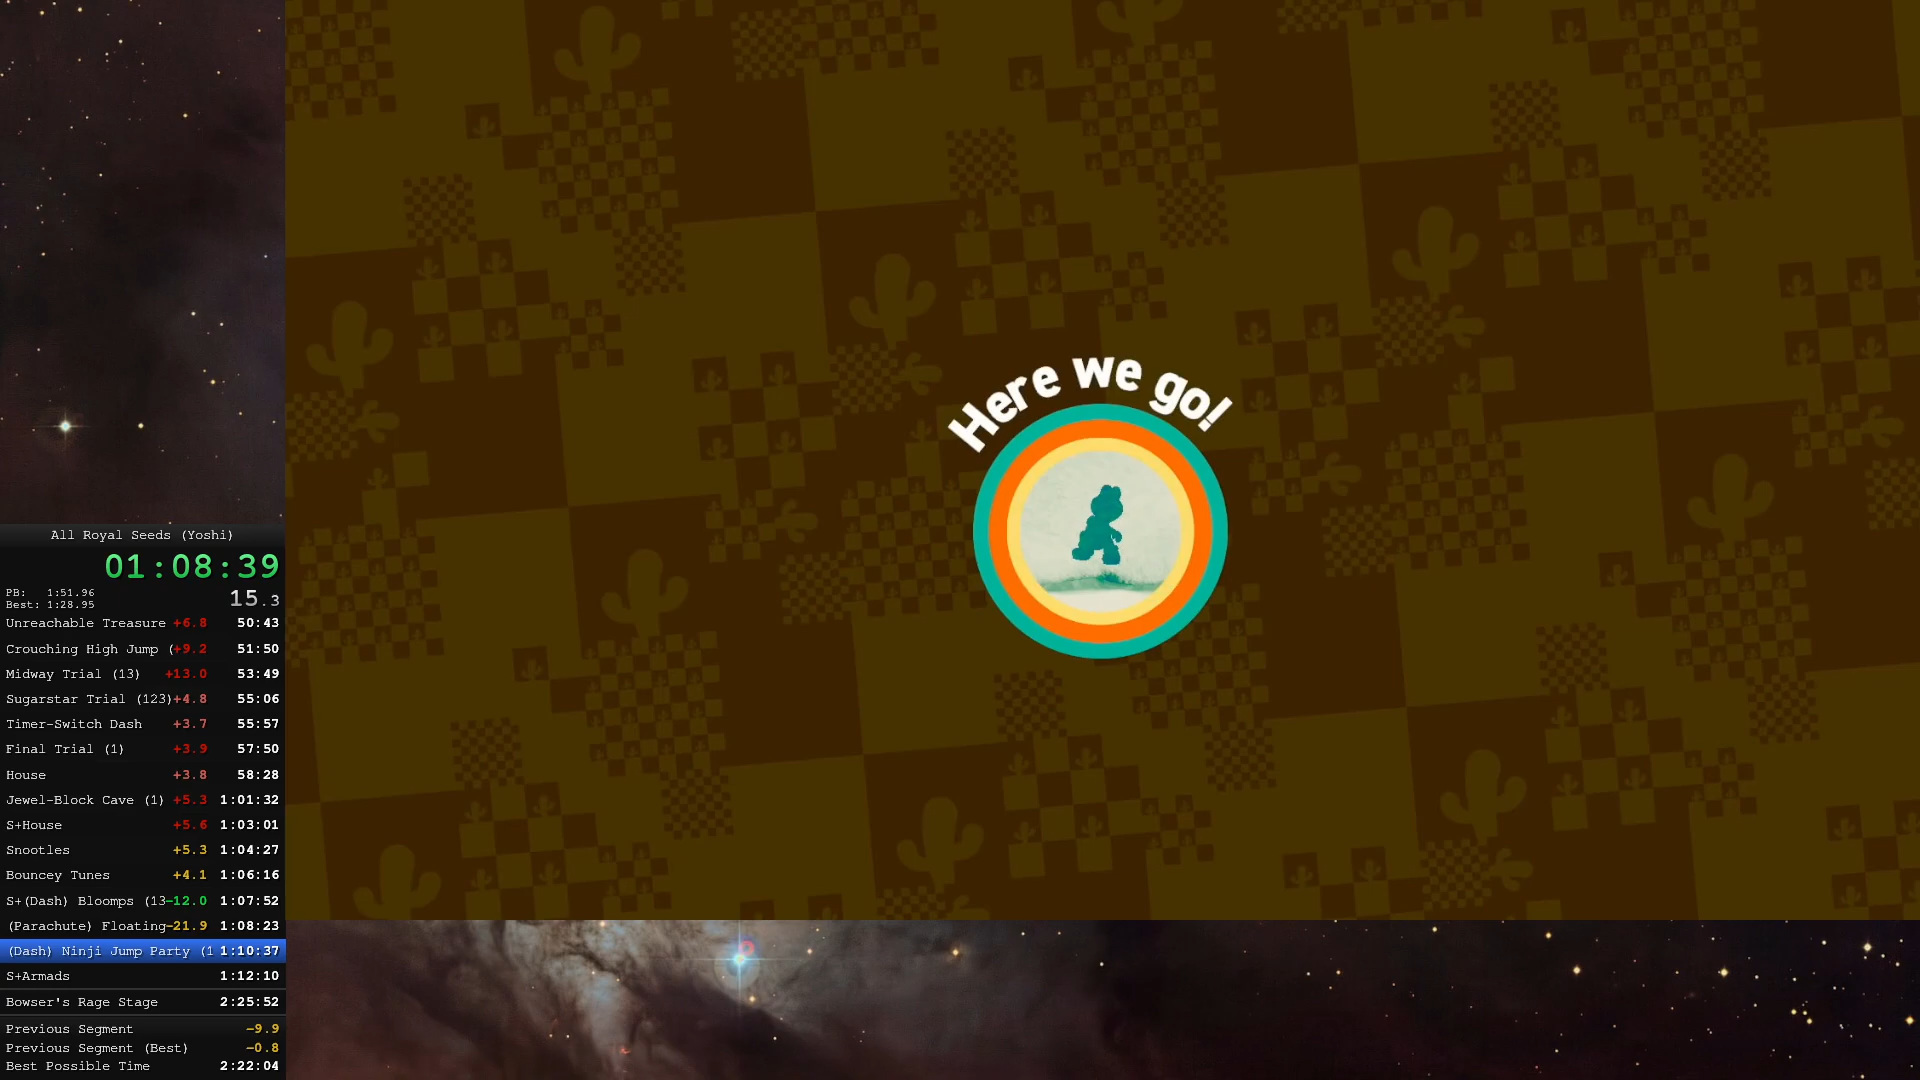 Here we go!
All Royal Seeds (Yoshi)
01:08:39
PB: 1:51.96
Best: 1:28.95
15.3
Unreachable Treasure +6.8 50:43
Crouching High Jump (+9.2 51:50
Midway Trial (13) +13.0 53:49
Sugarstar Trial (123)+4.8 55:06
Timer-Switch Dash +3.7 55:57
Final Trial (1) +3.9 57:50
House +3.8 58:28
Jewel-Block Cave (1) +5.3 1:01:32
S+House +5.6 1:03:01
Snootles +5.3 1:04:27
Bouncey Tunes +4.1 1:06:16
S+(Dash) Bloomps (13-12.0 1:07:52
(Parachute) Floating-21.9 1:08:23
(Dash) Ninji Jump Party (1 1:10:37
S+Armads 1:12:10
Bowser's Rage Stage 2:25:52
Previous Segment -9.9
Previous Segment (Best) -0.8
Best Possible Time 2:22:04